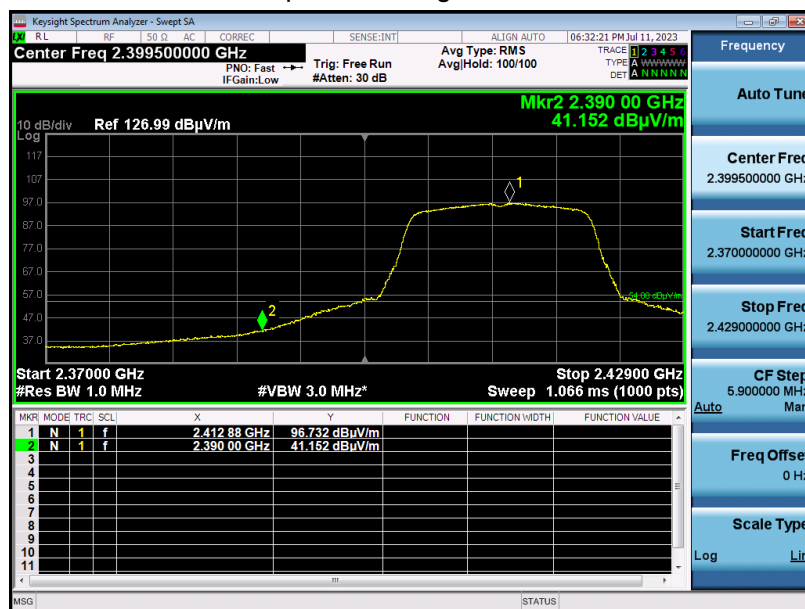 Keysight Spectrum Analyzer - Swept SA
LXI RL RF 50 Ω AC CORREC SENSE:INT ALIGN AUTO 06:32:21 PM Jul 11, 2023
Center Freq 2.399500000 GHz
PNO: Fast
IFGain:Low
Trig: Free Run
#Atten: 30 dB
Avg Type: RMS
Avg|Hold: 100/100
TRACE 1 2 3 4 5 6
TYPE A WWWWW
DET A N N N N N
Mkr2 2.390 00 GHz
41.152 dBµV/m
10 dB/div
Log
Ref 126.99 dBµV/m
117
107
97.0
87.0
77.0
67.0
57.0
47.0
37.0
1
2
54.00 dBµV/m
Start 2.37000 GHz Stop 2.42900 GHz
#Res BW 1.0 MHz #VBW 3.0 MHz* Sweep 1.066 ms (1000 pts)
MKR MODE TRC SCL X Y FUNCTION FUNCTION WIDTH FUNCTION VALUE
1 N 1 f 2.412 88 GHz 96.732 dBµV/m
2 N 1 f 2.390 00 GHz 41.152 dBµV/m
3
4
5
6
7
8
9
10
11
MSG STATUS
Frequency
Auto Tune
Center Freq
2.399500000 GHz
Start Freq
2.370000000 GHz
Stop Freq
2.429000000 GHz
CF Step
5.900000 MHz
Auto Man
Freq Offset
0 Hz
Scale Type
Log Lin